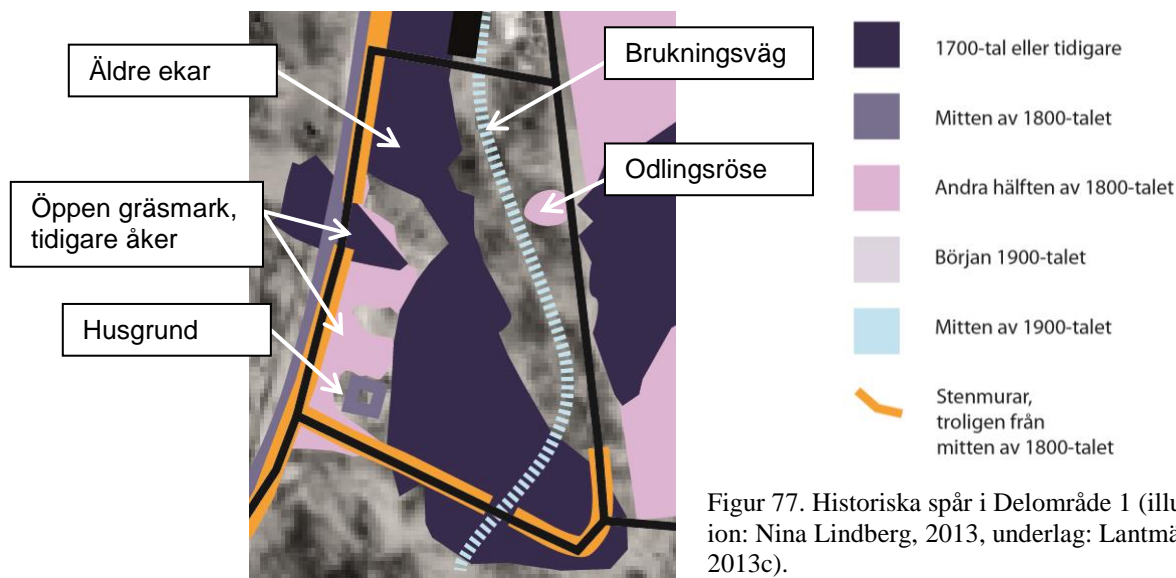 Äldre ekar
Öppen gräsmark,
tidigare åker
Husgrund
Brukningsväg
Odlingsröse
1700-tal eller tidigare
Mitten av 1800-talet
Andra hälften av 1800-talet
Början 1900-talet
Mitten av 1900-talet
Stenmurar,
troligen från
mitten av 1800-talet
Figur 77. Historiska spår i Delområde 1 (illu
ion: Nina Lindberg, 2013, underlag: Lantmä
2013c).